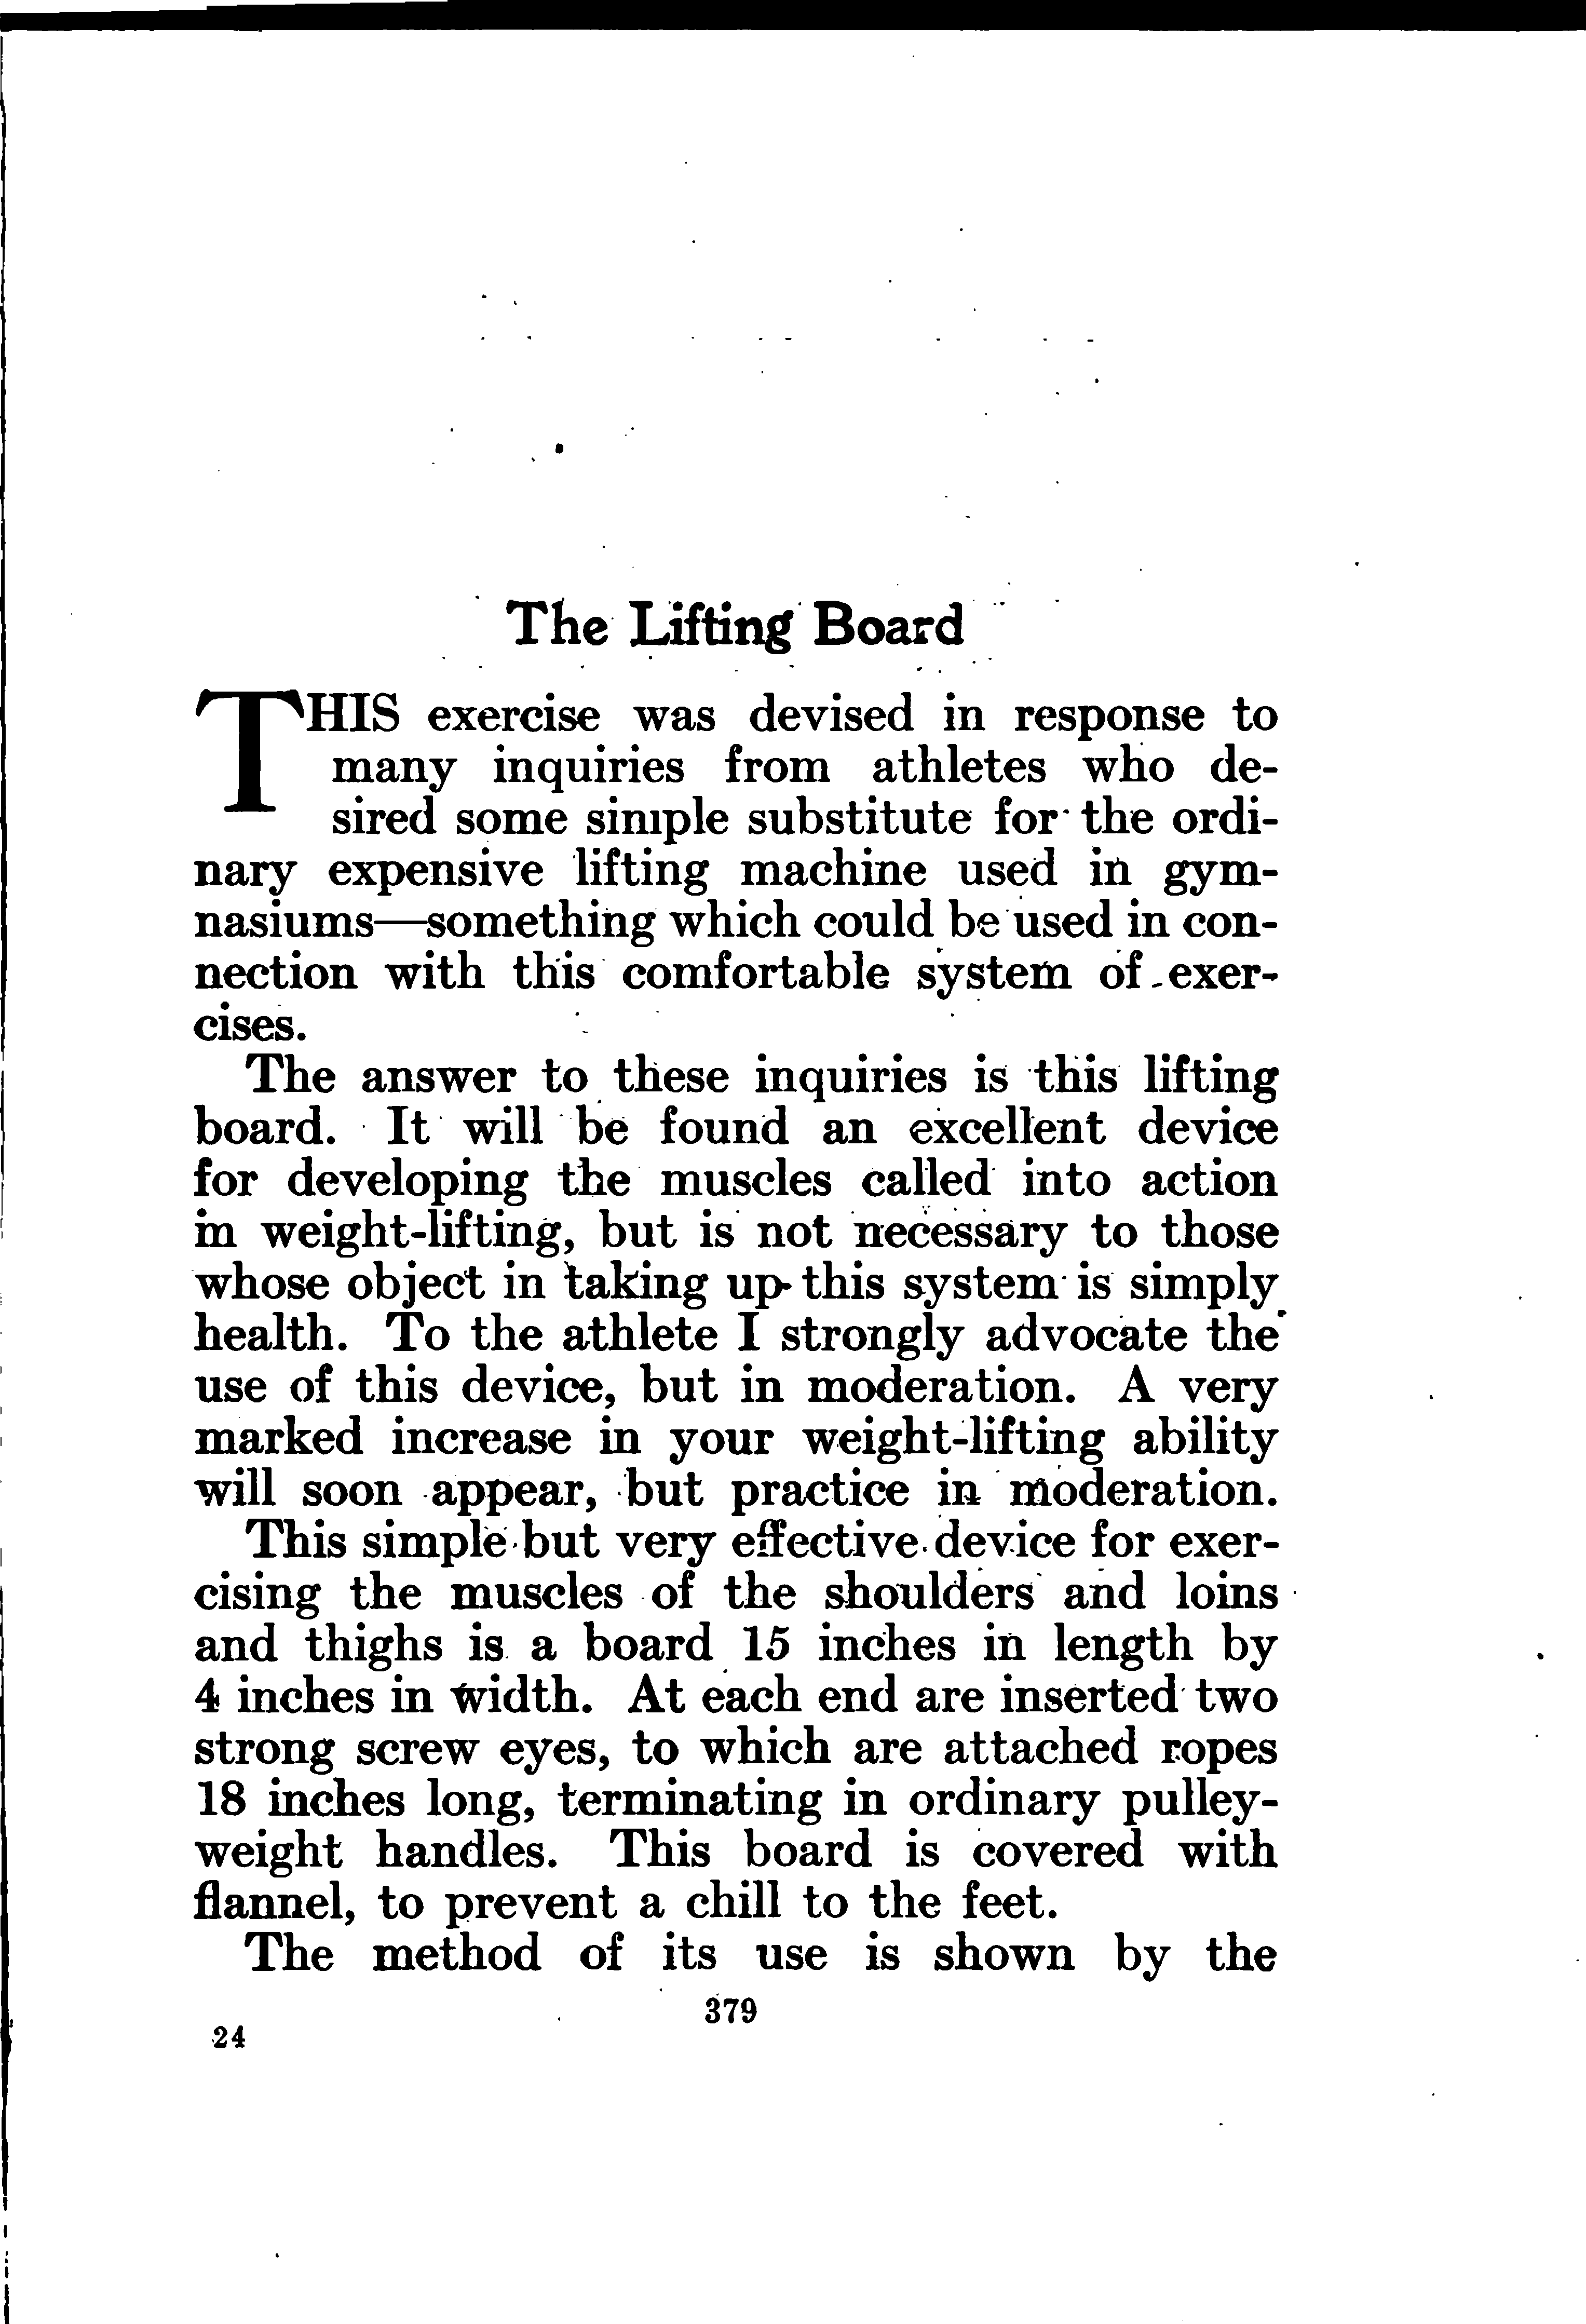 The Lifting Board
THIS exercise was devised in response to
many inquiries from athletes who de-
sired some simple substitute for the ordi-
nary expensive lifting machine used in gym-
nasiums—something which could be used in con-
nection with this comfortable system of exer-
cises.
The answer to these inquiries is this lifting
board. It will be found an excellent device
for developing the muscles called into action
in weight-lifting, but is not necessary to those
whose object in taking up this system is simply
health. To the athlete I strongly advocate the
use of this device, but in moderation. A very
marked increase in your weight-lifting ability
will soon appear, but practice in moderation.
This simple but very effective device for exer-
cising the muscles of the shoulders and loins
and thighs is a board 15 inches in length by
4 inches in width. At each end are inserted two
strong screw eyes, to which are attached ropes
18 inches long, terminating in ordinary pulley-
weight handles. This board is covered with
flannel, to prevent a chill to the feet.
The method of its use is shown by the
379
24